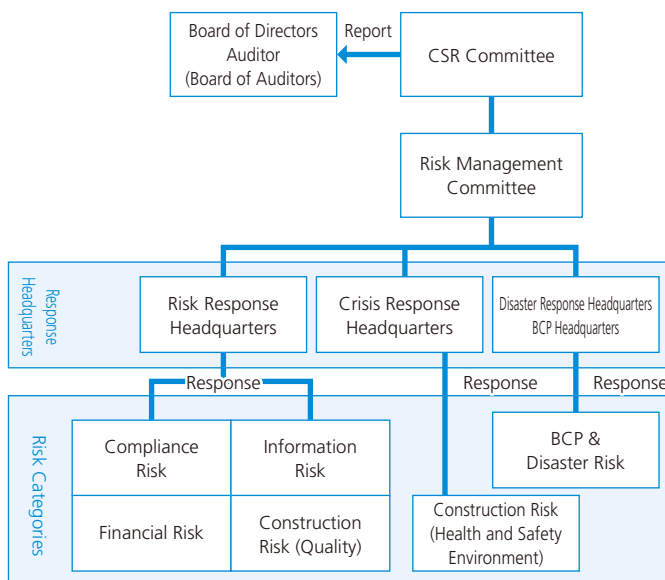 Board of Directors
Auditor
(Board of Auditors)
Report
CSR Committee
Risk Management
Committee
Response
Headquarters
Risk Response
Headquarters
Crisis Response
Headquarters
Disaster Response Headquarters
BCP Headquarters
Response
Response
Response
Risk Categories
Compliance
Risk
Information
Risk
BCP &
Disaster Risk
Financial Risk
Construction
Risk (Quality)
Construction Risk
(Health and Safety
Environment)